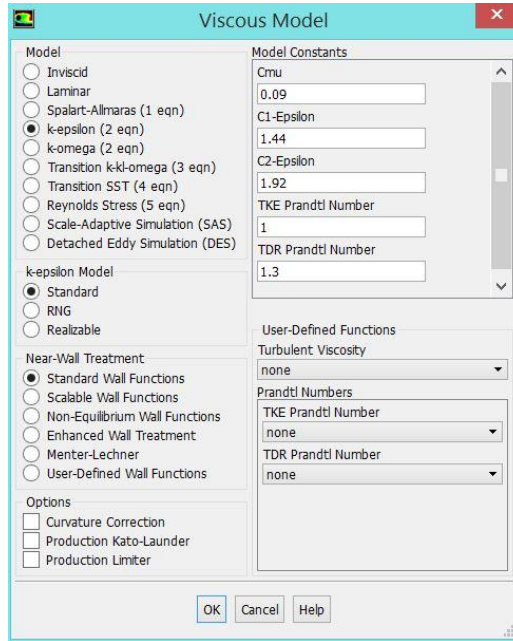 Viscous Model
Model
Inviscid
Laminar
Spalart-Allmaras (1 eqn)
k-epsilon (2 eqn)
k-omega (2 eqn)
Transition k-kl-omega (3 eqn)
Transition SST (4 eqn)
Reynolds Stress (5 eqn)
Scale-Adaptive Simulation (SAS)
Detached Eddy Simulation (DES)
k-epsilon Model
Standard
RNG
Realizable
Near-Wall Treatment
Standard Wall Functions
Scalable Wall Functions
Non-Equilibrium Wall Functions
Enhanced Wall Treatment
Menter-Lechner
User-Defined Wall Functions
Options
Curvature Correction
Production Kato-Launder
Production Limiter
Model Constants
Cmu
0.09
C1-Epsilon
1.44
C2-Epsilon
1.92
TKE Prandtl Number
1
TDR Prandtl Number
1.3
User-Defined Functions
Turbulent Viscosity
none
Prandtl Numbers
TKE Prandtl Number
none
TDR Prandtl Number
none
OK
Cancel
Help